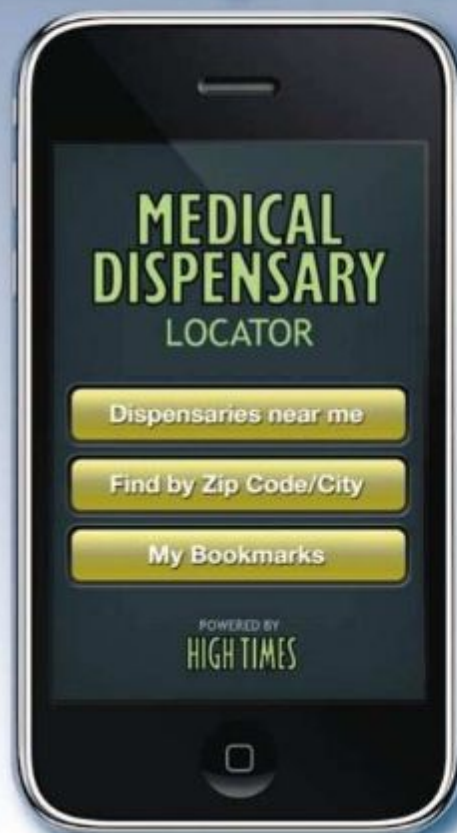 MEDICAL
DISPENSARY
LOCATOR
Dispensaries near me
Find by Zip Code/City
My Bookmarks
POWERED BY
HIGH TIMES